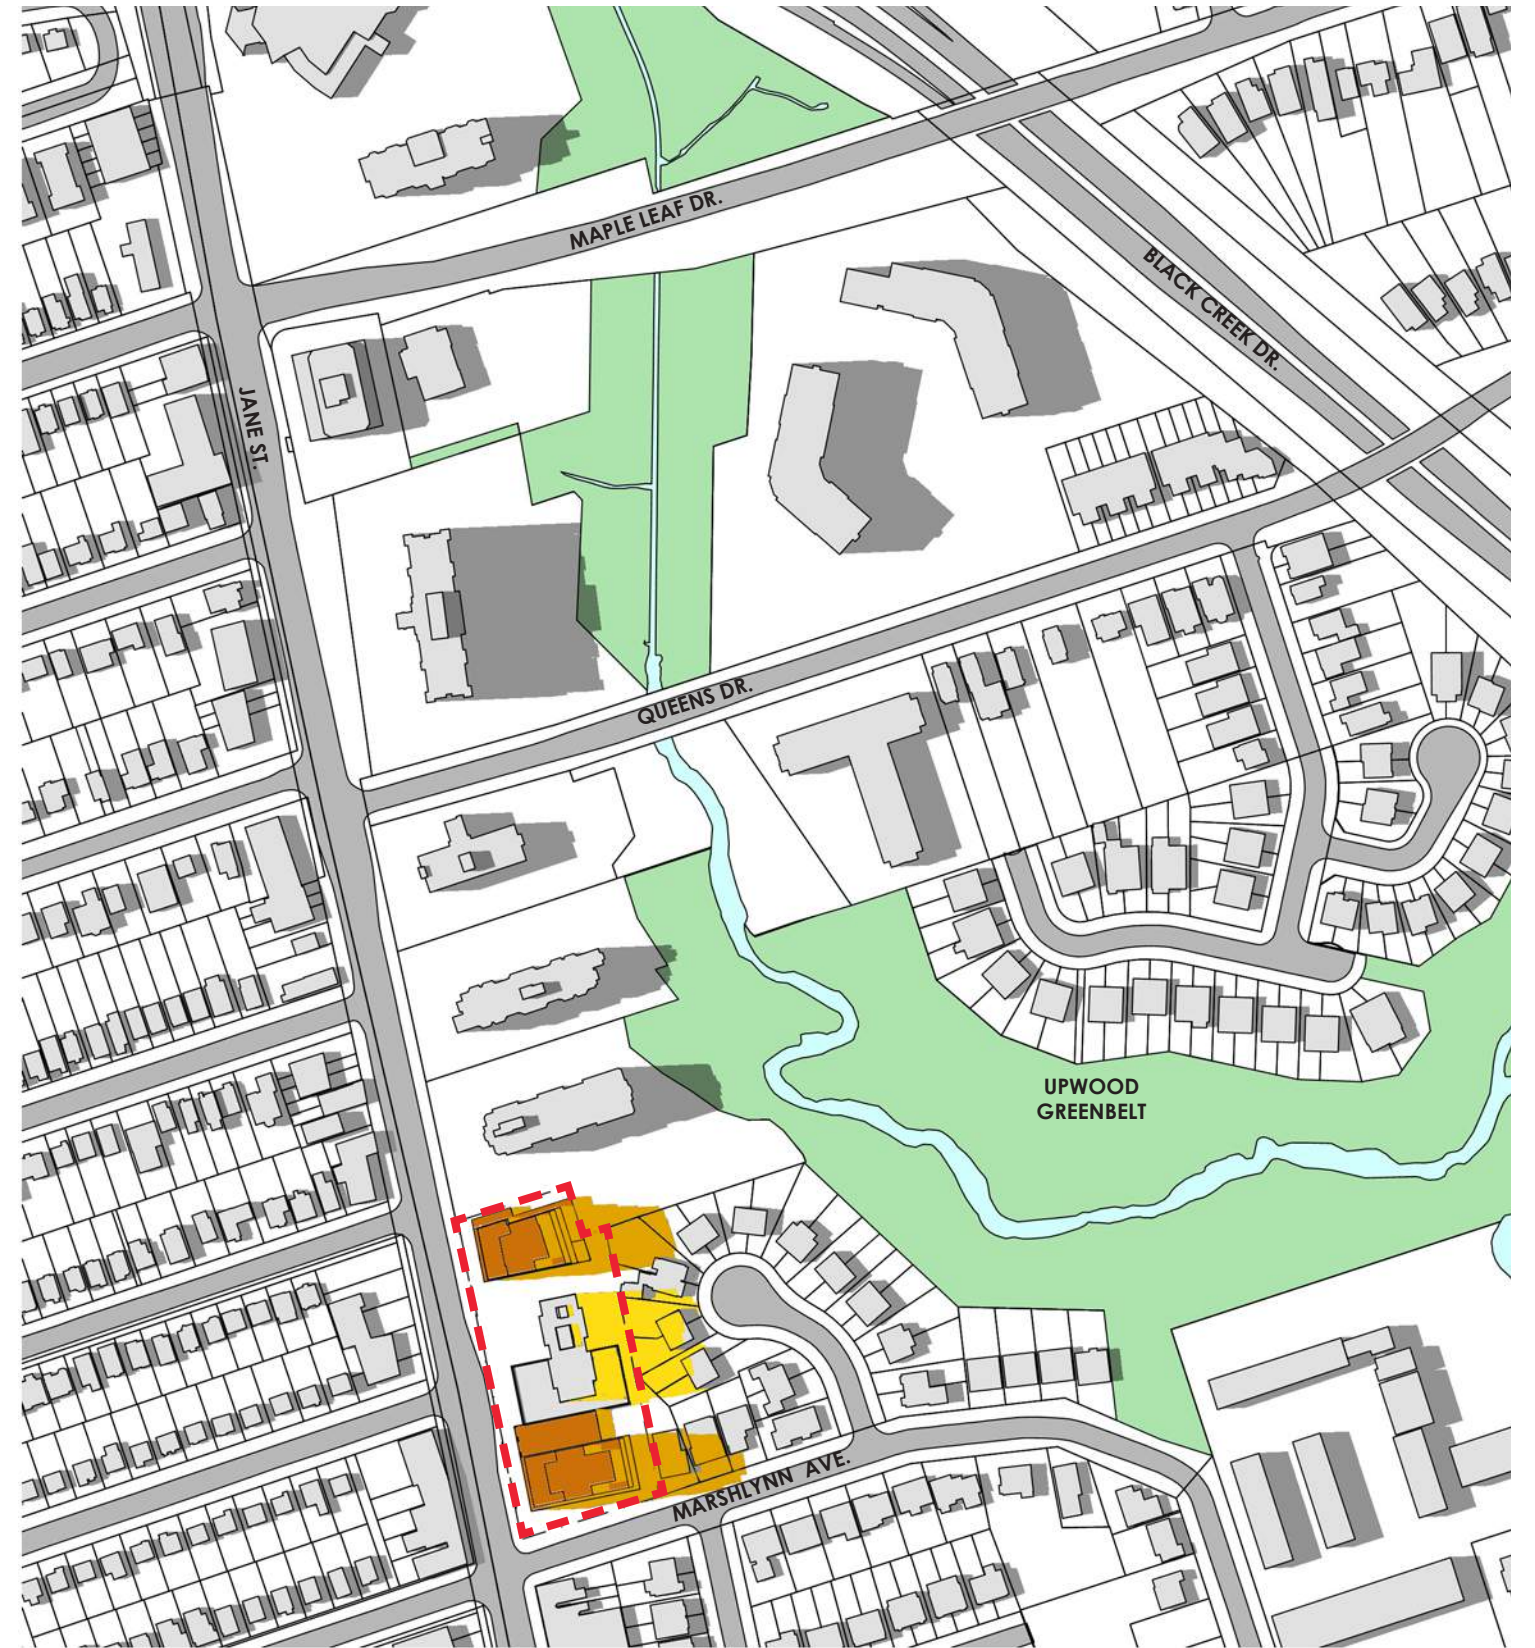 MAPLE LEAF DR.
BLACK CREEK DR.
JANE ST.
QUEENS DR.
UPWOOD
GREENBELT
MARSHLYNN AVE.